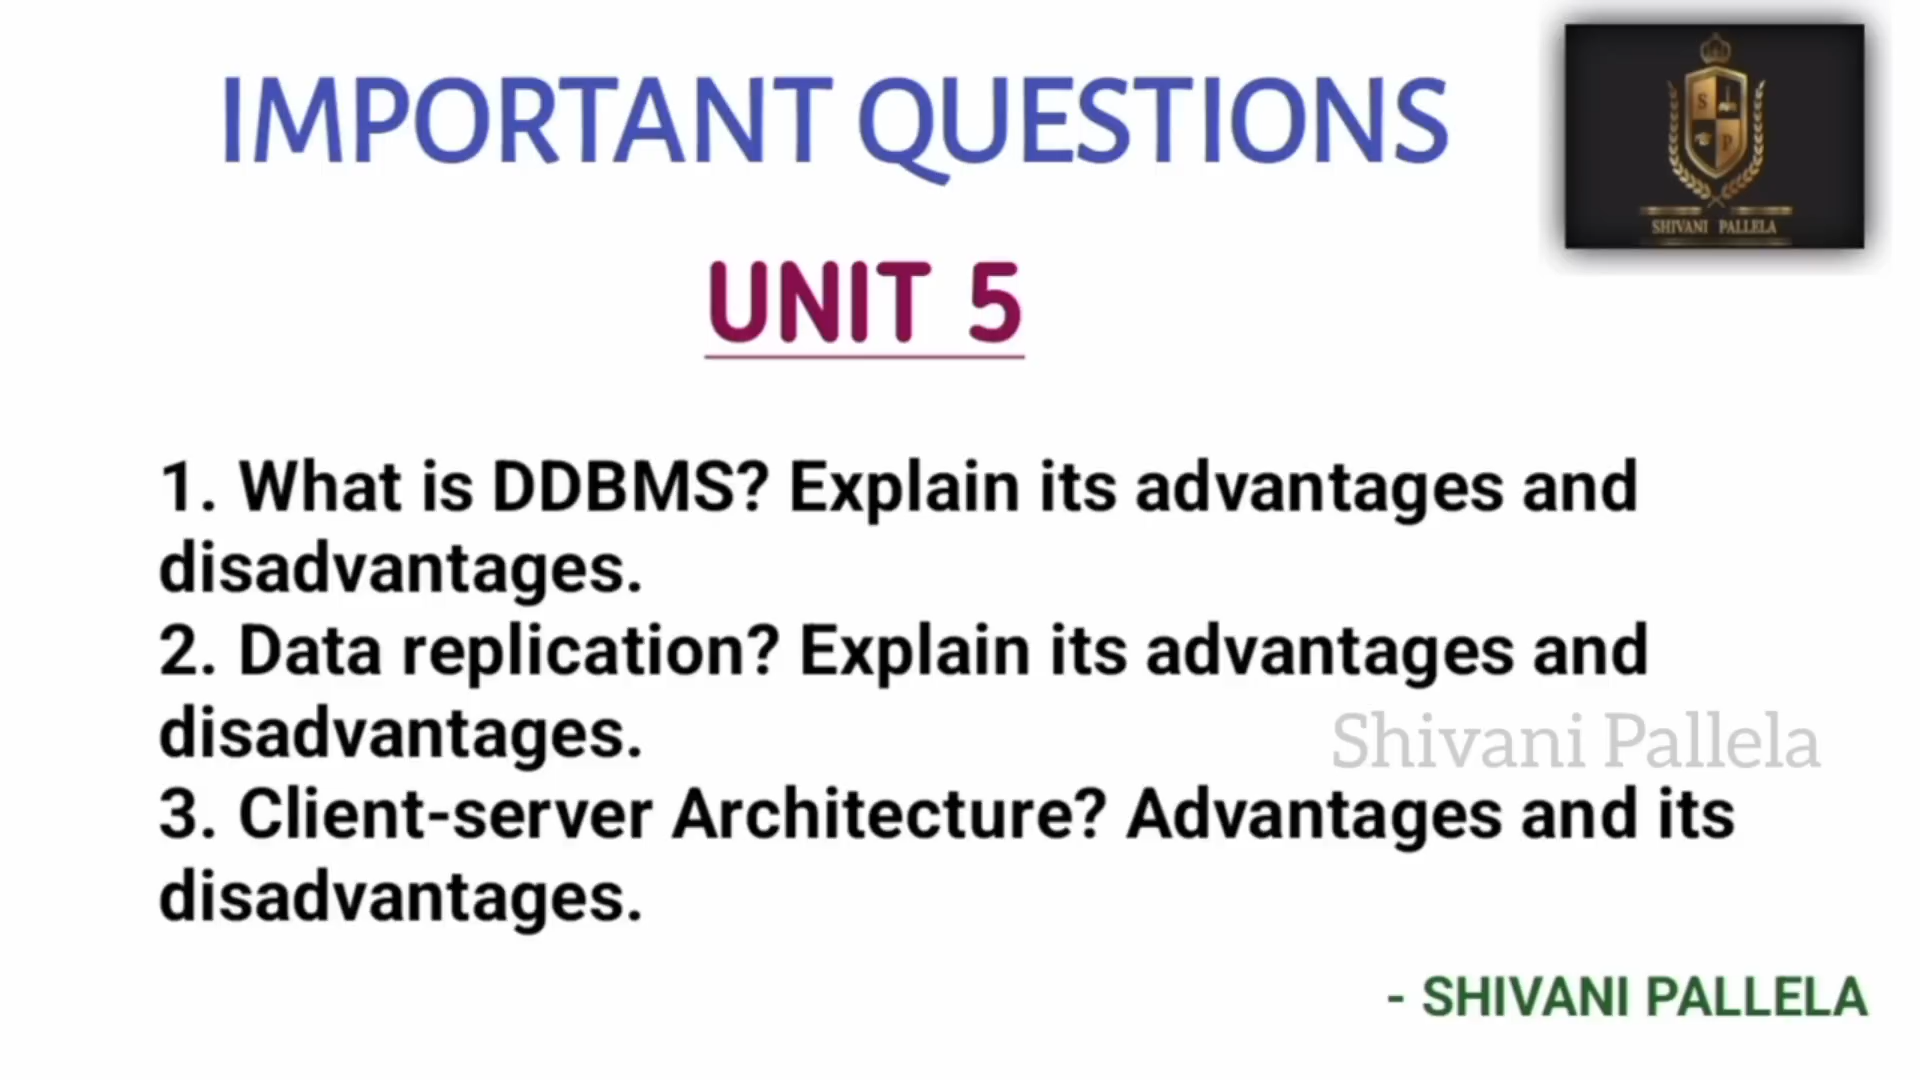 IMPORTANT QUESTIONS
S
P
SHIVANI PALLELA
UNIT 5
1. What is DDBMS? Explain its advantages and
disadvantages.
2. Data replication? Explain its advantages and
disadvantages.
Shivani Pallela
3. Client-server Architecture? Advantages and its
disadvantages.
- SHIVANI PALLELA